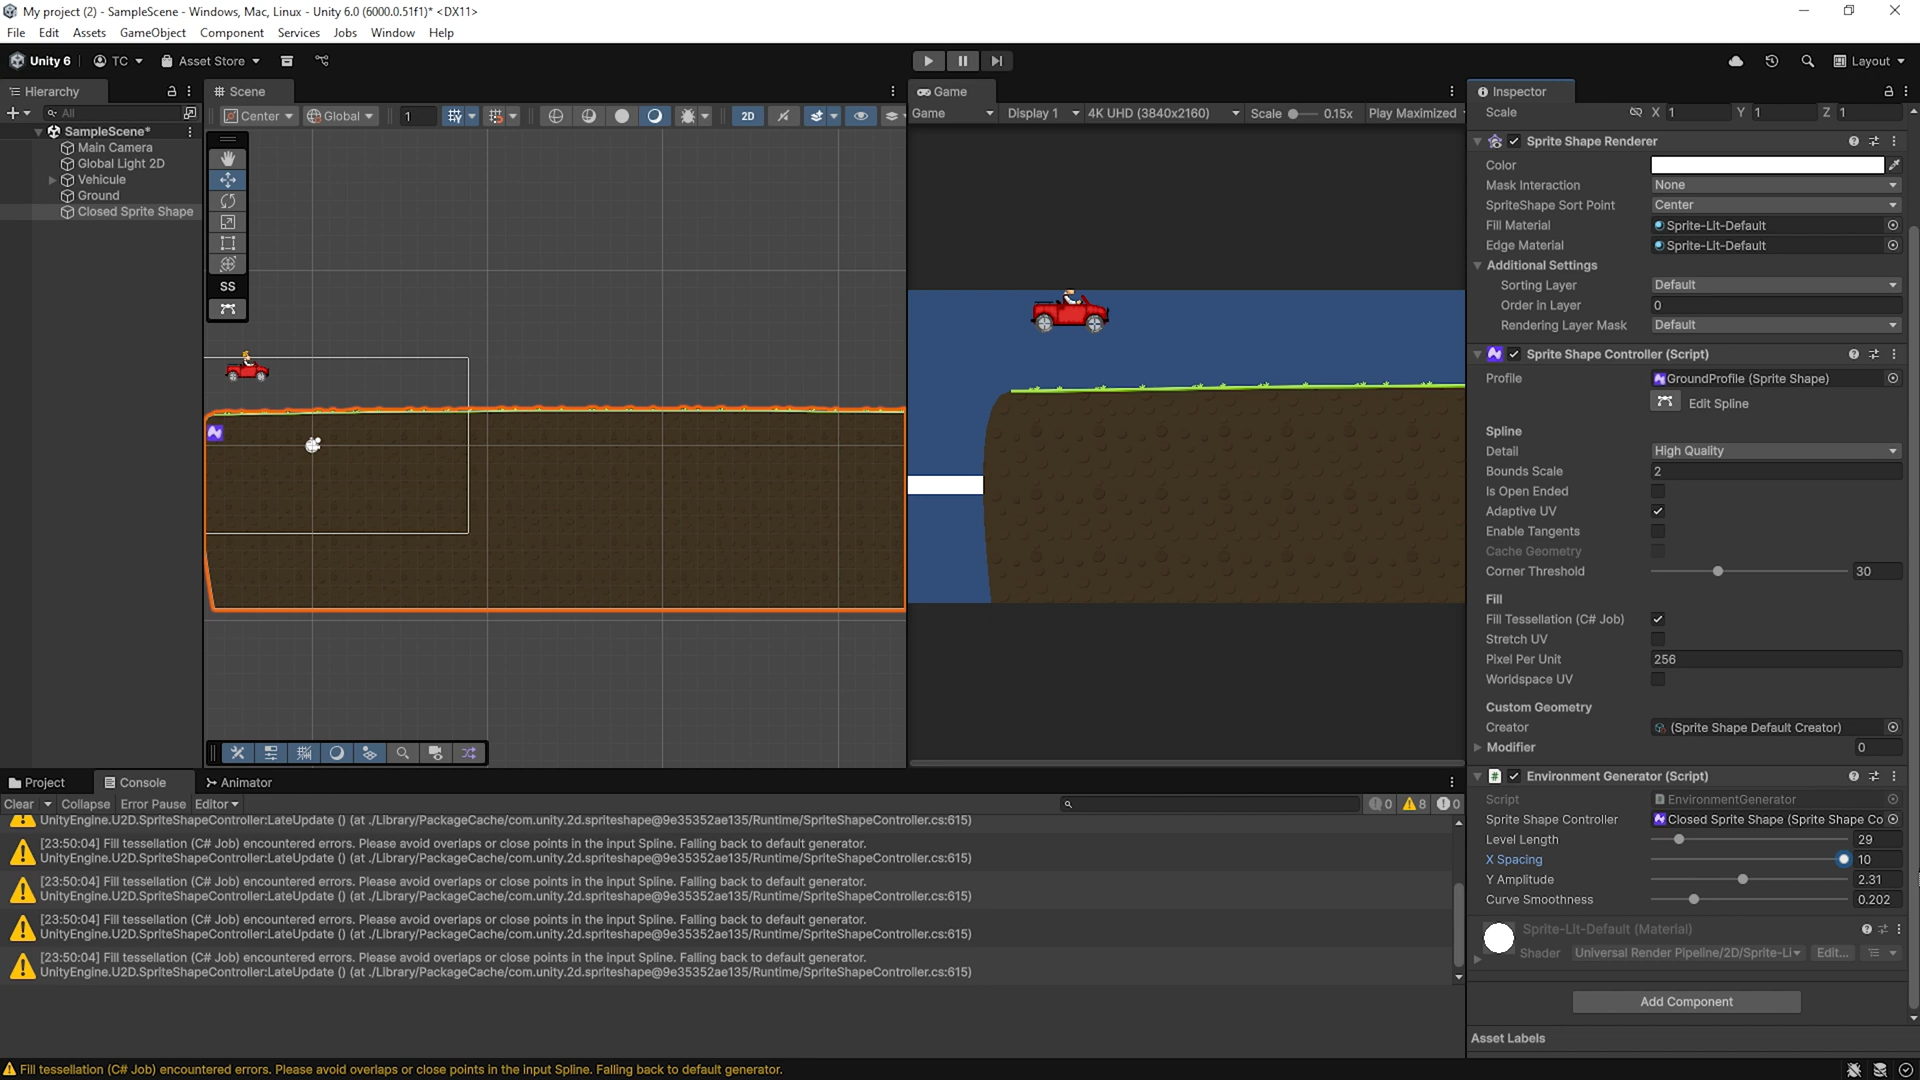 My project (2) - SampleScene - Windows, Mac, Linux - Unity 6.0 (6000.0.51f1)* <DX11>
File Edit Assets GameObject Component Services Jobs Window Help
Unity 6 TC Asset Store Layout
Hierarchy
All
SampleScene*
Main Camera
Global Light 2D
Vehicule
Ground
Closed Sprite Shape
Scene
Center Global 1 2D
SS
Game
Game Display 1 4K UHD (3840x2160) Scale 0.15x Play Maximized
Inspector
Scale X 1 Y 1 Z 1
Sprite Shape Renderer
Color
Mask Interaction None
SpriteShape Sort Point Center
Fill Material Sprite-Lit-Default
Edge Material Sprite-Lit-Default
Additional Settings
Sorting Layer Default
Order in Layer 0
Rendering Layer Mask Default
Sprite Shape Controller (Script)
Profile GroundProfile (Sprite Shape)
Edit Spline
Spline
Detail High Quality
Bounds Scale 2
Is Open Ended
Adaptive UV
Enable Tangents
Cache Geometry
Corner Threshold 30
Fill
Fill Tessellation (C# Job)
Stretch UV
Pixel Per Unit 256
Worldspace UV
Custom Geometry
Creator (Sprite Shape Default Creator)
Modifier 0
Environment Generator (Script)
Script EnvironmentGenerator
Sprite Shape Controller Closed Sprite Shape (Sprite Shape Co
Level Length 29
X Spacing 10
Y Amplitude 2.31
Curve Smoothness 0.202
Sprite-Lit-Default (Material)
Shader Universal Render Pipeline/2D/Sprite-Li Edit...
Add Component
Asset Labels
Project Console Animator
Clear Collapse Error Pause Editor 0 8 0
UnityEngine.U2D.SpriteShapeController:LateUpdate () (at ./Library/PackageCache/com.unity.2d.spriteshape@9e35352ae135/Runtime/SpriteShapeController.cs:615)
[23:50:04] Fill tessellation (C# Job) encountered errors. Please avoid overlaps or close points in the input Spline. Falling back to default generator.
UnityEngine.U2D.SpriteShapeController:LateUpdate () (at ./Library/PackageCache/com.unity.2d.spriteshape@9e35352ae135/Runtime/SpriteShapeController.cs:615)
[23:50:04] Fill tessellation (C# Job) encountered errors. Please avoid overlaps or close points in the input Spline. Falling back to default generator.
UnityEngine.U2D.SpriteShapeController:LateUpdate () (at ./Library/PackageCache/com.unity.2d.spriteshape@9e35352ae135/Runtime/SpriteShapeController.cs:615)
[23:50:04] Fill tessellation (C# Job) encountered errors. Please avoid overlaps or close points in the input Spline. Falling back to default generator.
UnityEngine.U2D.SpriteShapeController:LateUpdate () (at ./Library/PackageCache/com.unity.2d.spriteshape@9e35352ae135/Runtime/SpriteShapeController.cs:615)
[23:50:04] Fill tessellation (C# Job) encountered errors. Please avoid overlaps or close points in the input Spline. Falling back to default generator.
UnityEngine.U2D.SpriteShapeController:LateUpdate () (at ./Library/PackageCache/com.unity.2d.spriteshape@9e35352ae135/Runtime/SpriteShapeController.cs:615)
Fill tessellation (C# Job) encountered errors. Please avoid overlaps or close points in the input Spline. Falling back to default generator.